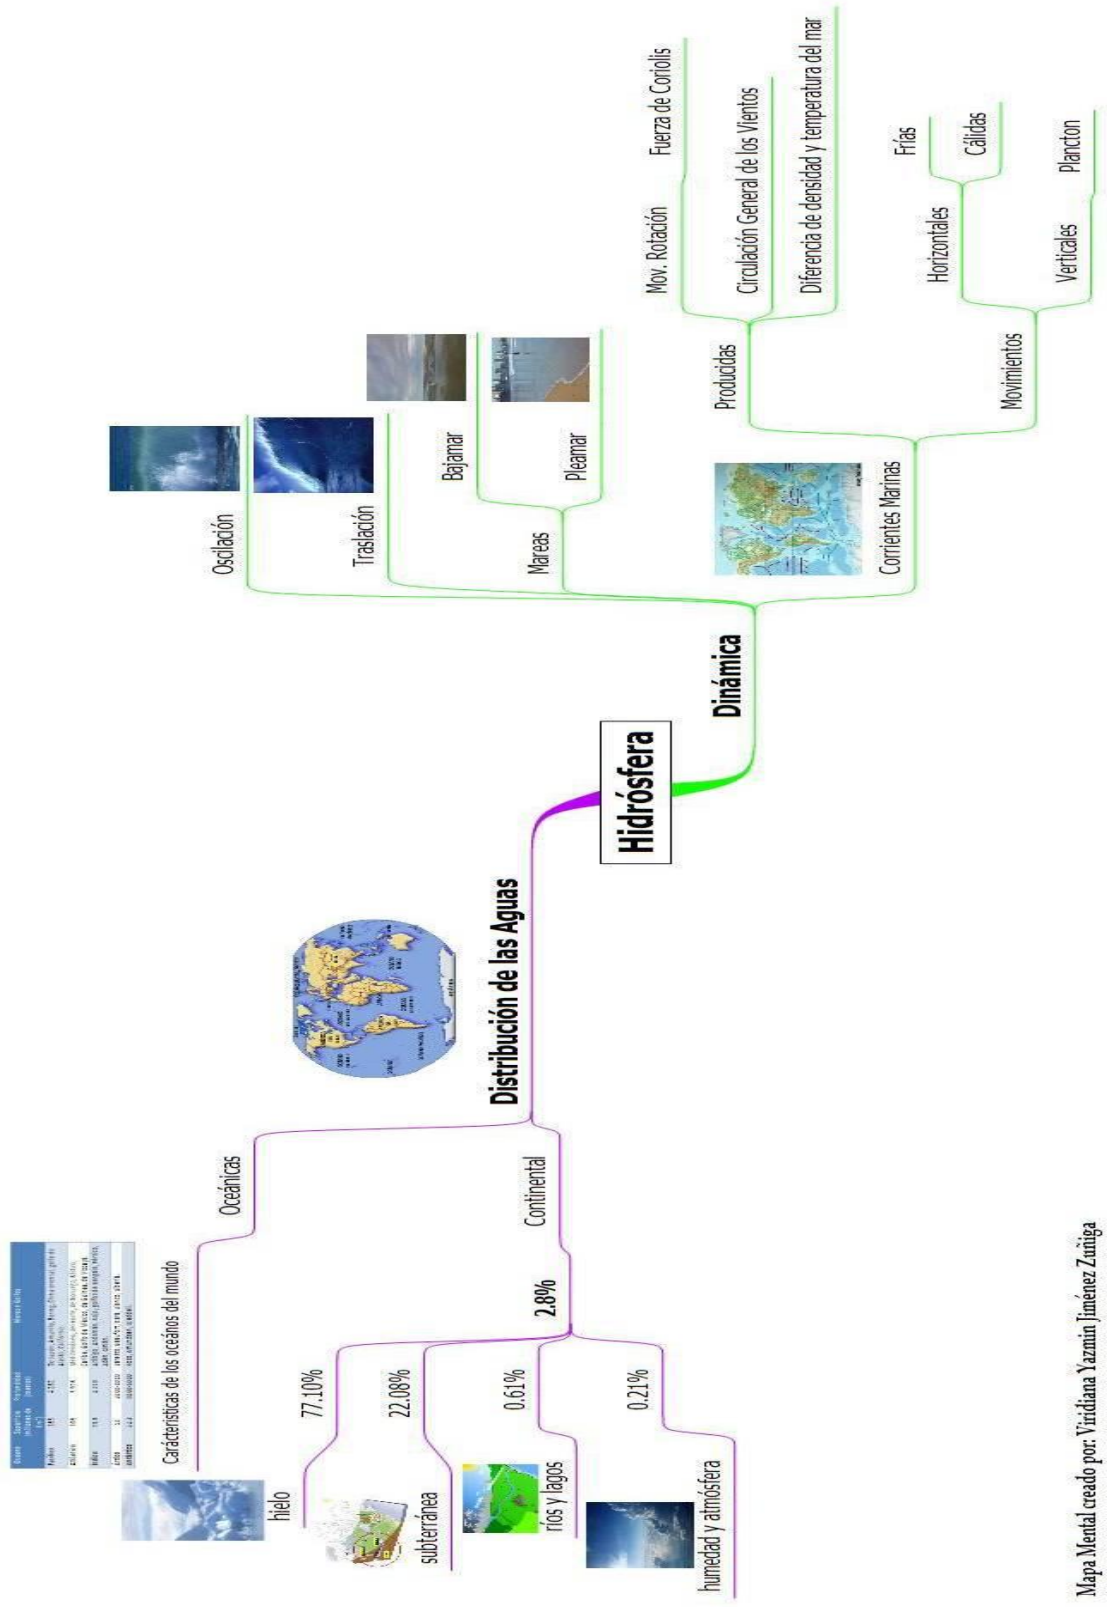 Hidrósfera
Distribución de las Aguas
Oceánicas
Carácteristicas de los oceános del mundo
Continental
2.8%
77.10%
hielo
22.08%
subterránea
0.61%
ríos y lagos
0.21%
humedad y atmósfera
Dinámica
Oscilación
Traslación
Mareas
Bajamar
Pleamar
Corrientes Marinas
Producidas
Mov. Rotación
Fuerza de Coriolis
Circulación General de los Vientos
Diferencia de densidad y temperatura del mar
Movimientos
Horizontales
Frías
Cálidas
Verticales
Plancton
Mapa Mental creado por: Viridiana Yazmin Jiménez Zuñiga